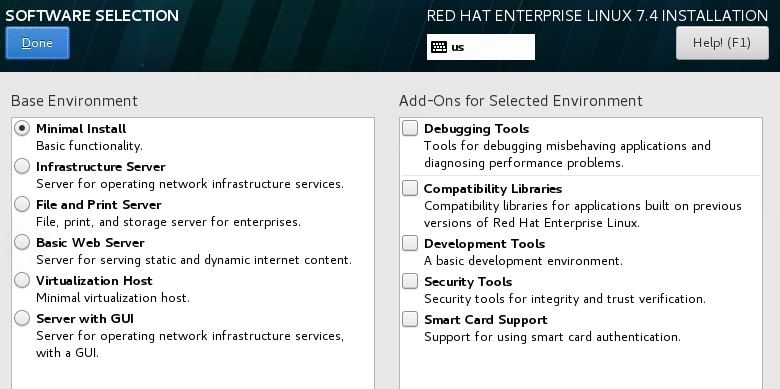 SOFTWARE SELECTION
RED HAT ENTERPRISE LINUX 7.4 INSTALLATION
Done
us
Help! (F1)
Base Environment
Minimal Install
Basic functionality.
Infrastructure Server
Server for operating network infrastructure services.
File and Print Server
File, print, and storage server for enterprises.
Basic Web Server
Server for serving static and dynamic internet content.
Virtualization Host
Minimal virtualization host.
Server with GUI
Server for operating network infrastructure services,
with a GUI.
Add-Ons for Selected Environment
Debugging Tools
Tools for debugging misbehaving applications and
diagnosing performance problems.
Compatibility Libraries
Compatibility libraries for applications built on previous
versions of Red Hat Enterprise Linux.
Development Tools
A basic development environment.
Security Tools
Security tools for integrity and trust verification.
Smart Card Support
Support for using smart card authentication.